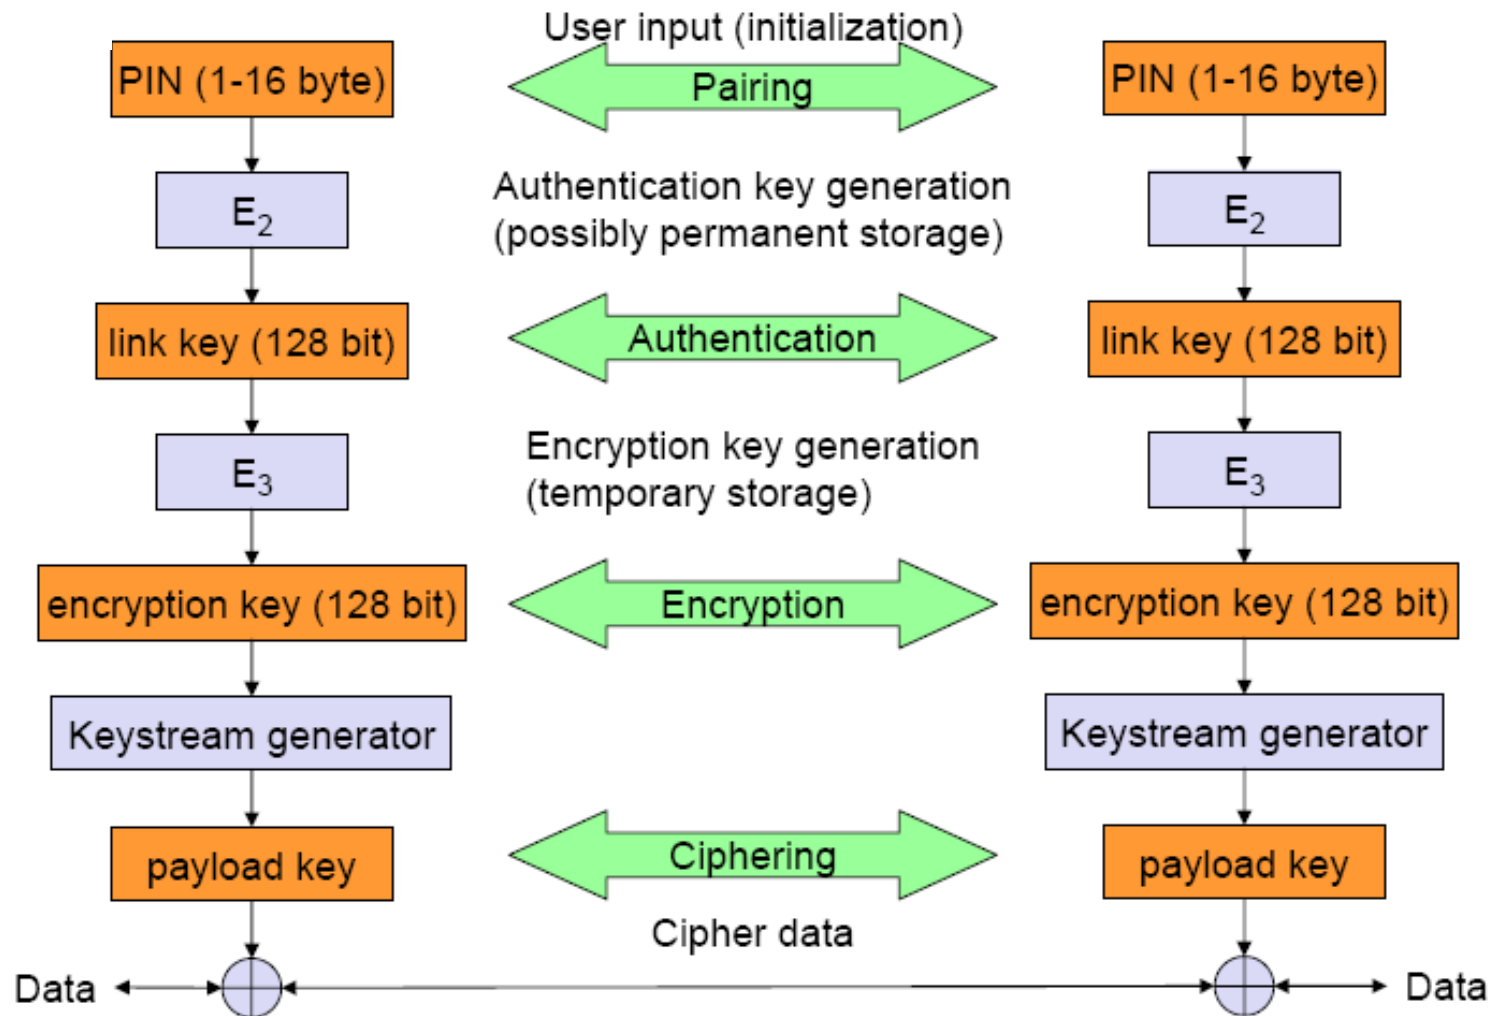 User input (initialization)
PIN (1-16 byte)
Pairing
PIN (1-16 byte)
E2
Authentication key generation
(possibly permanent storage)
E2
link key (128 bit)
Authentication
link key (128 bit)
E3
Encryption key generation
(temporary storage)
E3
encryption key (128 bit)
Encryption
encryption key (128 bit)
Keystream generator
Keystream generator
payload key
Ciphering
payload key
Cipher data
Data
Data